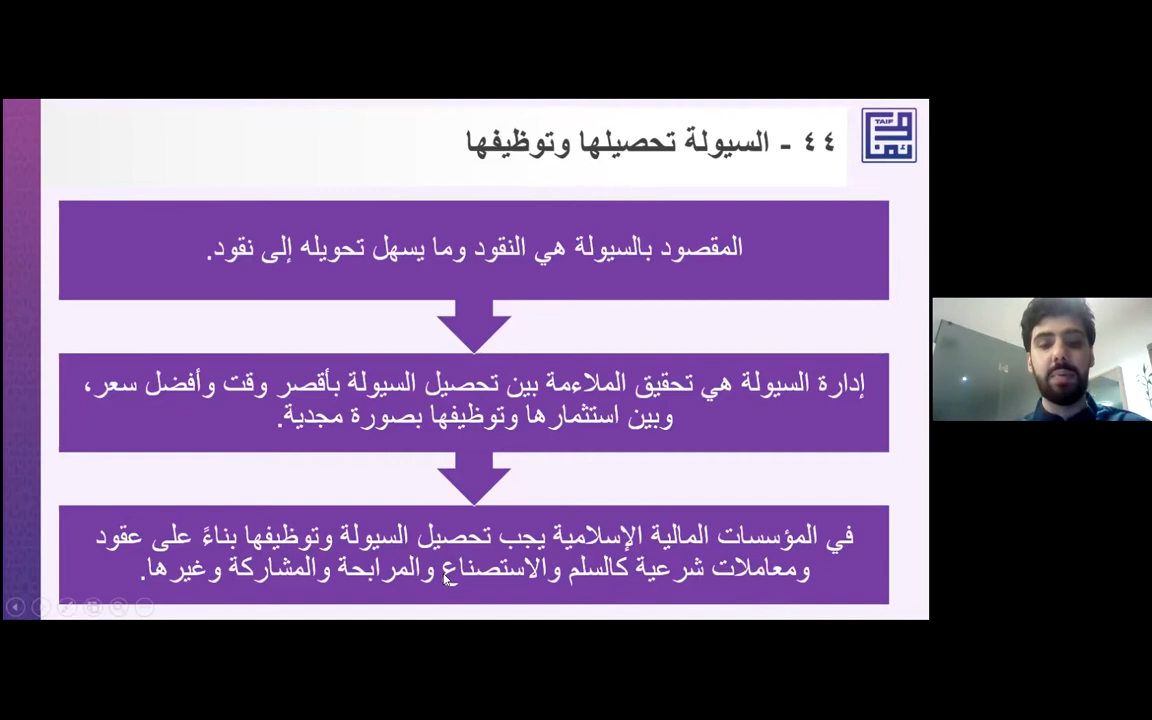 ٤٤ - السيولة تحصيلها وتوظيفها
TAIF
المقصود بالسيولة هي النقود وما يسهل تحويله إلى نقود.
إدارة السيولة هي تحقيق الملاءمة بين تحصيل السيولة بأقصر وقت وأفضل سعر،
وبين استثمارها وتوظيفها بصورة مجدية.
في المؤسسات المالية الإسلامية يجب تحصيل السيولة وتوظيفها بناءً على عقود
ومعاملات شرعية كالسلم والاستصناع والمرابحة والمشاركة وغيرها.